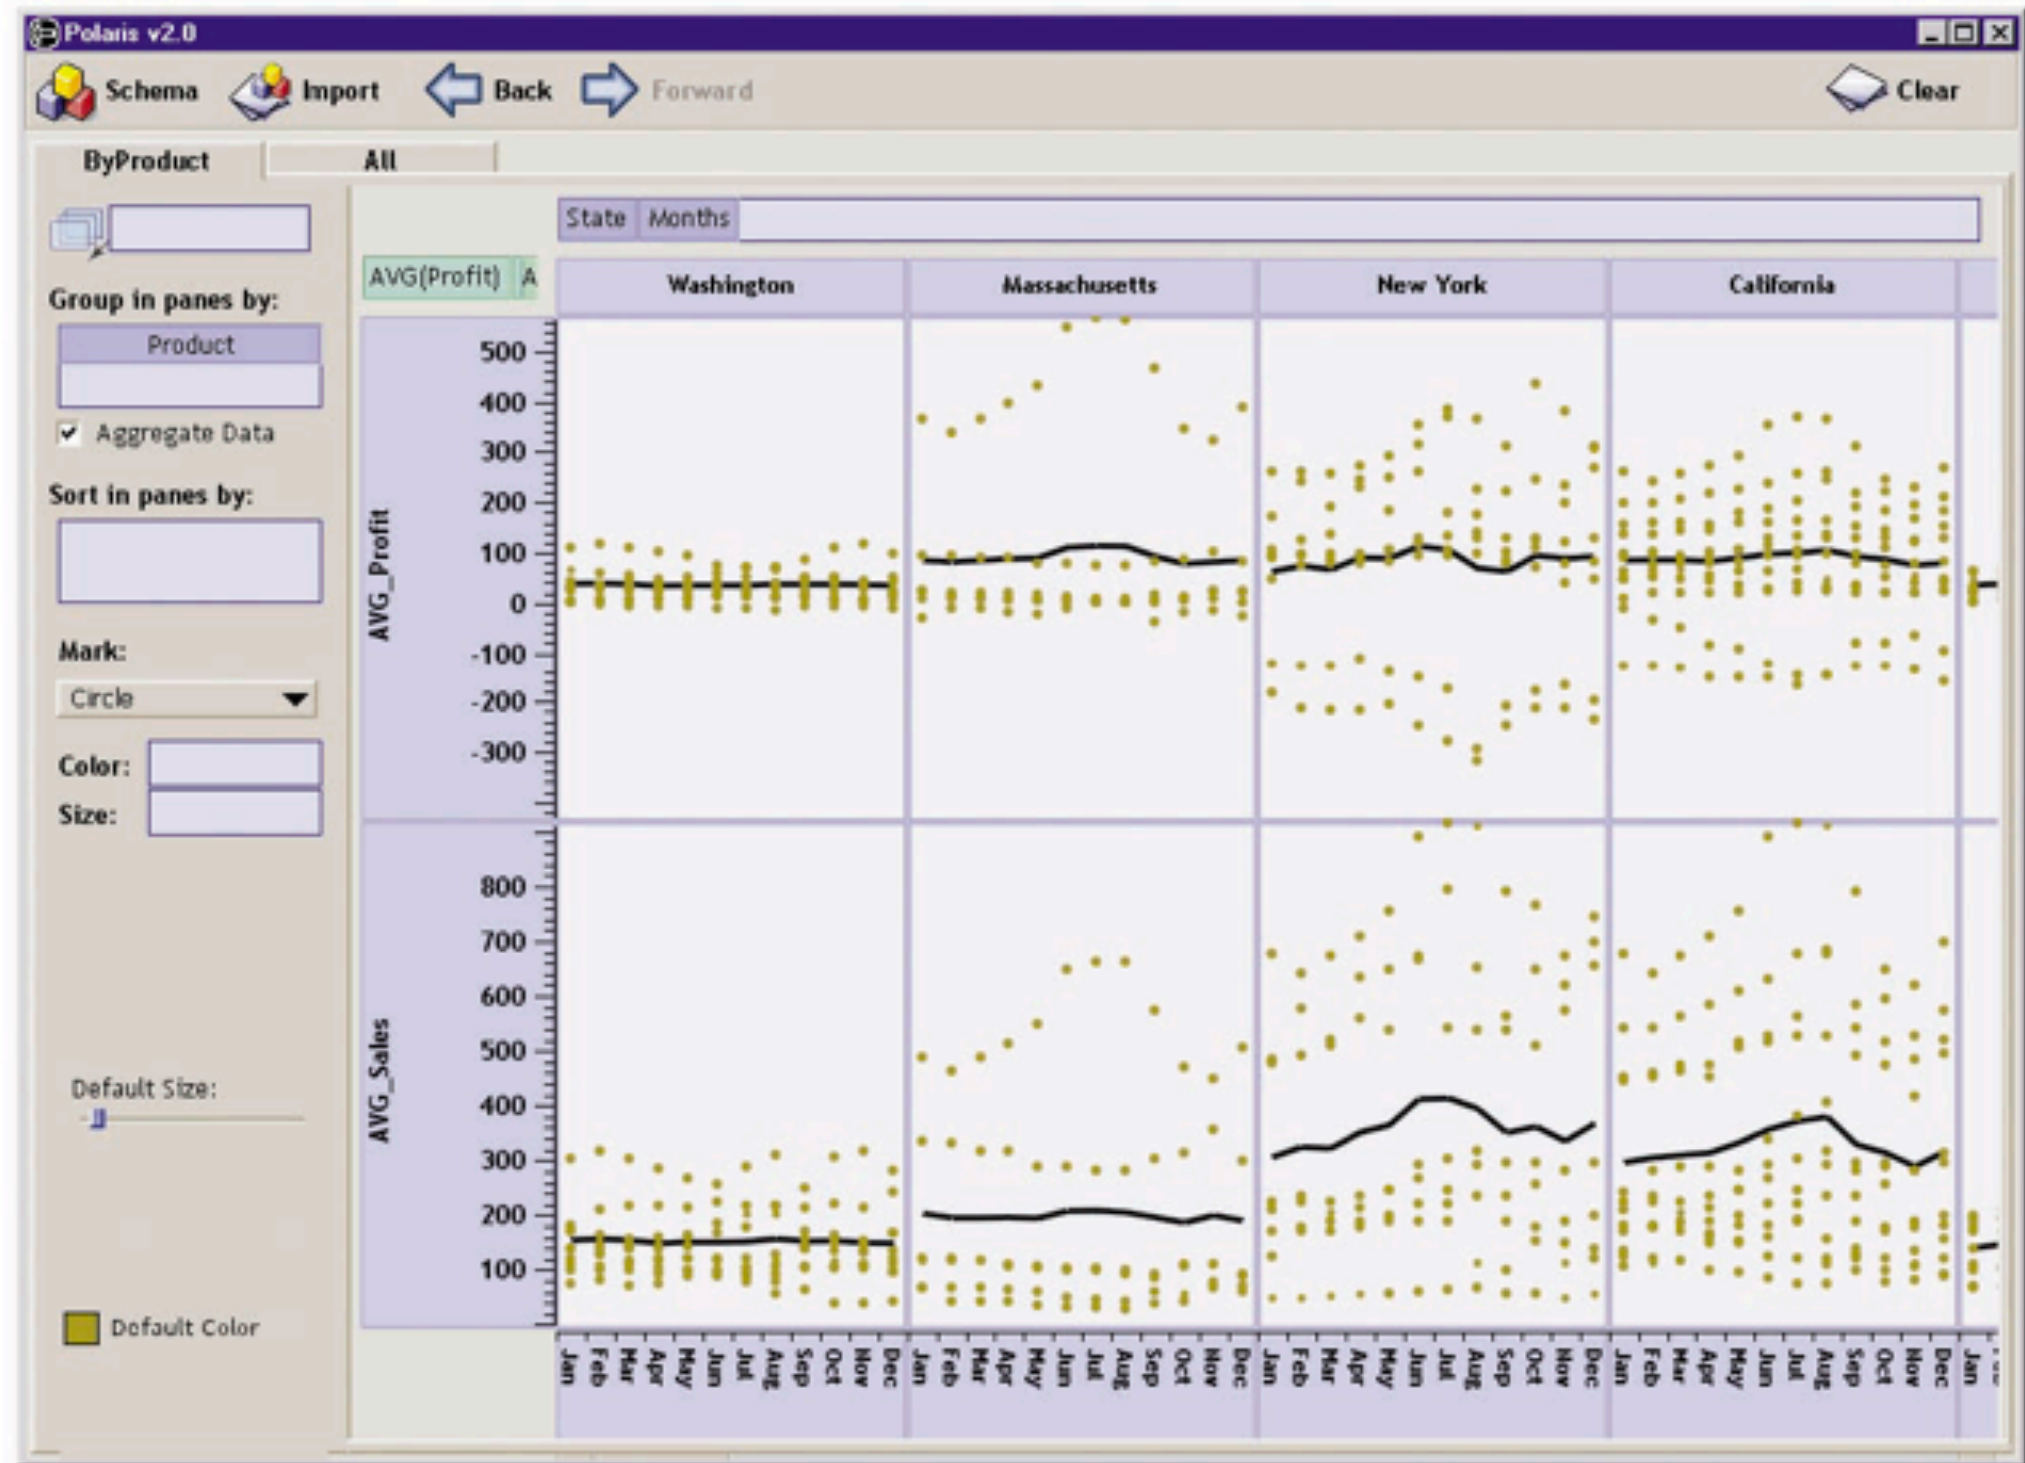 Polaris v2.0
Schema Import Back Forward Clear
ByProduct All
State Months
AVG(Profit) A
Washington Massachusetts New York California
Group in panes by:
Product
Aggregate Data
Sort in panes by:
Mark:
Circle
Color:
Size:
Default Size:
Default Color
AVG_Profit
500
400
300
200
100
0
-100
-200
-300
AVG_Sales
800
700
600
500
400
300
200
100
Jan Feb Mar Apr May Jun Jul Aug Sep Oct Nov Dec Jan Feb Mar Apr May Jun Jul Aug Sep Oct Nov Dec Jan Feb Mar Apr May Jun Jul Aug Sep Oct Nov Dec Jan Feb Mar Apr May Jun Jul Aug Sep Oct Nov Dec Jan